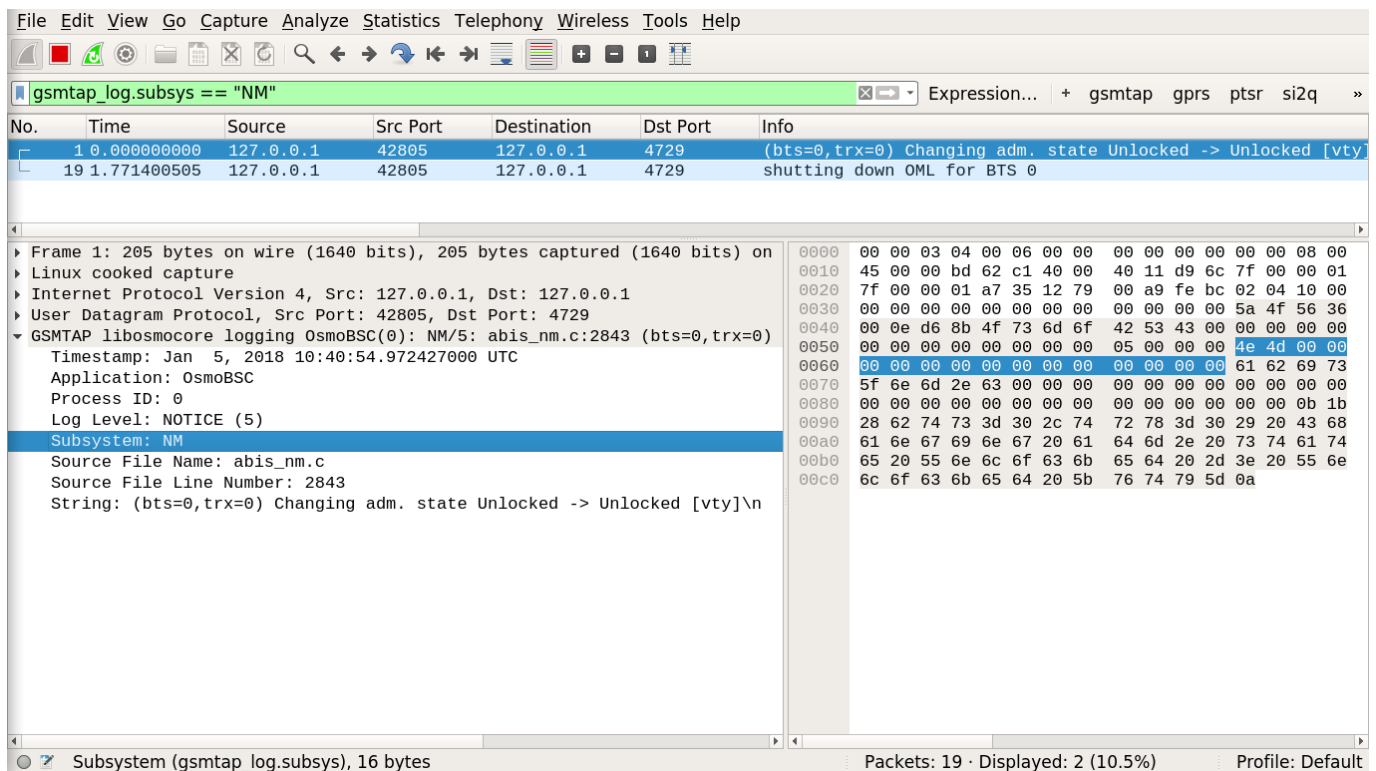 File Edit View Go Capture Analyze Statistics Telephony Wireless Tools Help
gsmtap_log.subsys == "NM" Expression... + gsmtap gprs ptsr si2q »
No. Time Source Src Port Destination Dst Port Info
1 0.000000000 127.0.0.1 42805 127.0.0.1 4729 (bts=0,trx=0) Changing adm. state Unlocked -> Unlocked [vty]
19 1.771400505 127.0.0.1 42805 127.0.0.1 4729 shutting down OML for BTS 0
Frame 1: 205 bytes on wire (1640 bits), 205 bytes captured (1640 bits) on
Linux cooked capture
Internet Protocol Version 4, Src: 127.0.0.1, Dst: 127.0.0.1
User Datagram Protocol, Src Port: 42805, Dst Port: 4729
GSMTAP libosmocore logging OsmoBSC(0): NM/5: abis_nm.c:2843 (bts=0,trx=0)
Timestamp: Jan 5, 2018 10:40:54.972427000 UTC
Application: OsmoBSC
Process ID: 0
Log Level: NOTICE (5)
Subsystem: NM
Source File Name: abis_nm.c
Source File Line Number: 2843
String: (bts=0,trx=0) Changing adm. state Unlocked -> Unlocked [vty]\n
0000 00 00 03 04 00 06 00 00 00 00 00 00 00 00 08 00
0010 45 00 00 bd 62 c1 40 00 40 11 d9 6c 7f 00 00 01
0020 7f 00 00 01 a7 35 12 79 00 a9 fe bc 02 04 10 00
0030 00 00 00 00 00 00 00 00 00 00 00 00 5a 4f 56 36
0040 00 0e d6 8b 4f 73 6d 6f 42 53 43 00 00 00 00 00
0050 00 00 00 00 00 00 00 00 05 00 00 00 4e 4d 00 00
0060 00 00 00 00 00 00 00 00 00 00 00 00 61 62 69 73
0070 5f 6e 6d 2e 63 00 00 00 00 00 00 00 00 00 00 00
0080 00 00 00 00 00 00 00 00 00 00 00 00 00 00 0b 1b
0090 28 62 74 73 3d 30 2c 74 72 78 3d 30 29 20 43 68
00a0 61 6e 67 69 6e 67 20 61 64 6d 2e 20 73 74 61 74
00b0 65 20 55 6e 6c 6f 63 6b 65 64 20 2d 3e 20 55 6e
00c0 6c 6f 63 6b 65 64 20 5b 76 74 79 5d 0a
Subsystem (gsmtap_log.subsys), 16 bytes Packets: 19 · Displayed: 2 (10.5%) Profile: Default